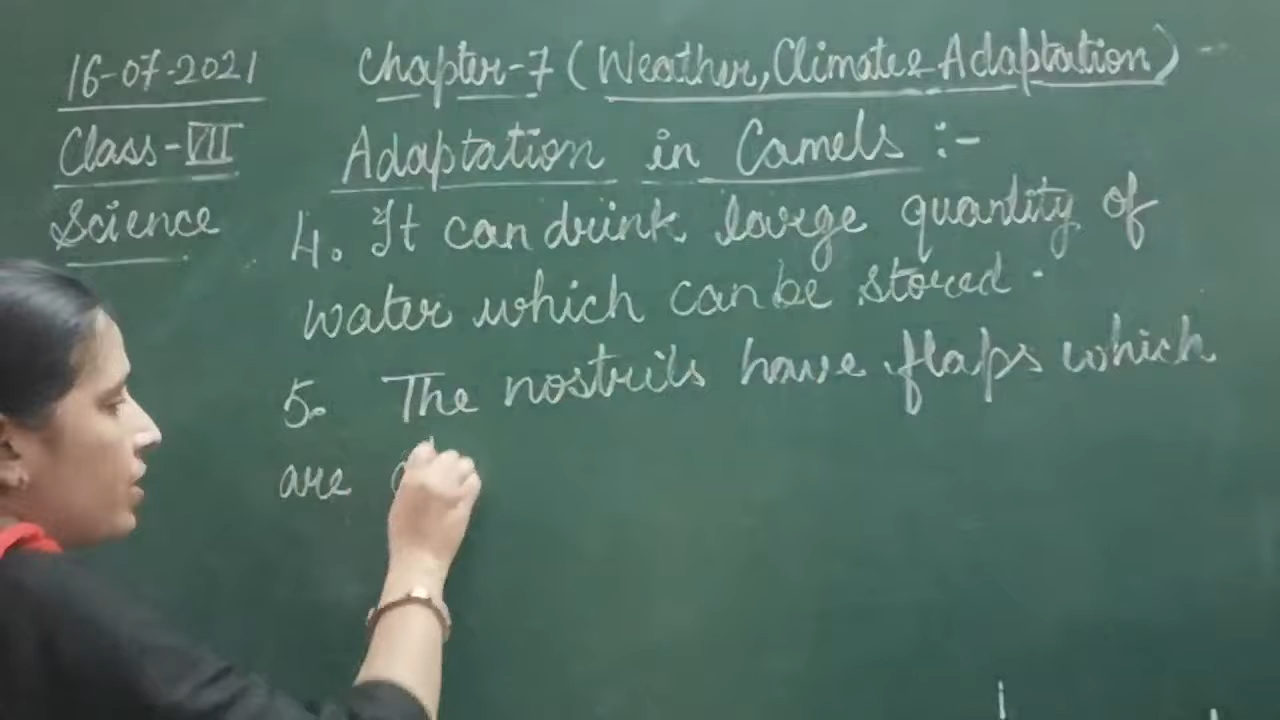 16-07-2021
Chapter-7 (Weather, Climate & Adaptation)
Class-VII
Adaptation in Camels :-
Science
4. It can drink large quantity of
water which can be stored.
5. The nostrils have flaps which
are